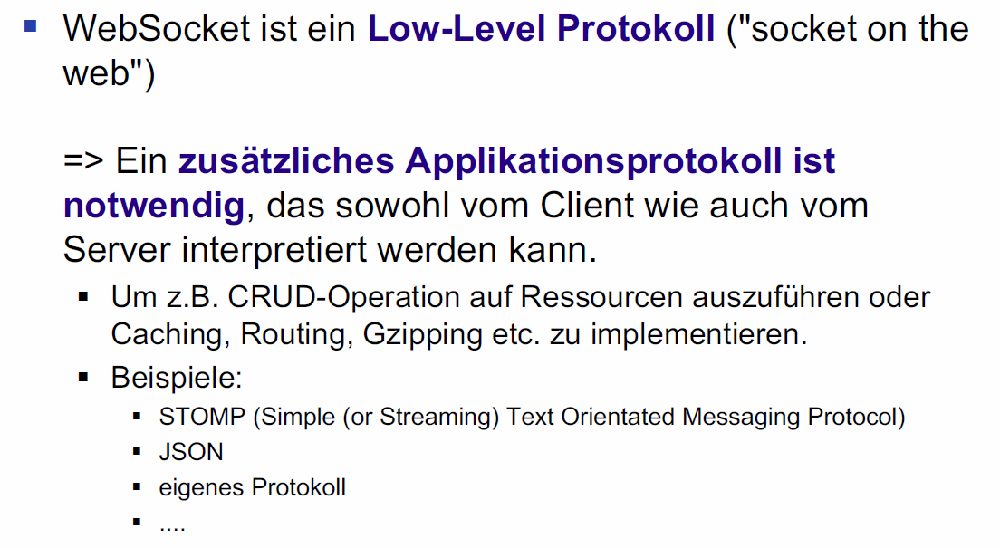 ▪ WebSocket ist ein Low-Level Protokoll ("socket on the
web")
=> Ein zusätzliches Applikationsprotokoll ist
notwendig, das sowohl vom Client wie auch vom
Server interpretiert werden kann.
▪ Um z.B. CRUD-Operation auf Ressourcen auszuführen oder
Caching, Routing, Gzipping etc. zu implementieren.
▪ Beispiele:
▪ STOMP (Simple (or Streaming) Text Orientated Messaging Protocol)
▪ JSON
▪ eigenes Protokoll
▪ ....